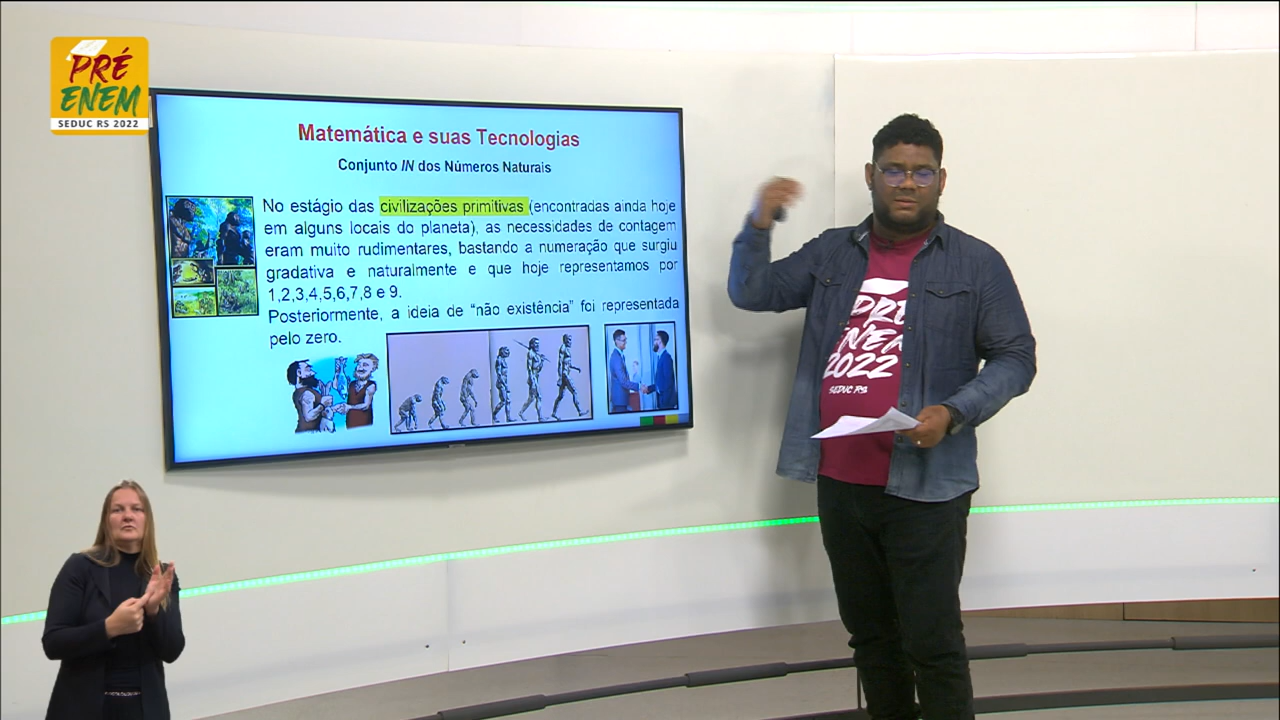 PRÉ
ENEM
SEDUC RS 2022
Matemática e suas Tecnologias
Conjunto IN dos Números Naturais
No estágio das civilizações primitivas (encontradas ainda hoje
em alguns locais do planeta), as necessidades de contagem
eram muito rudimentares, bastando a numeração que surgiu
gradativa e naturalmente e que hoje representamos por
1,2,3,4,5,6,7,8 e 9.
Posteriormente, a ideia de “não existência” foi representada
pelo zero.
PRÉ
ENEM
2022
SEDUC RS